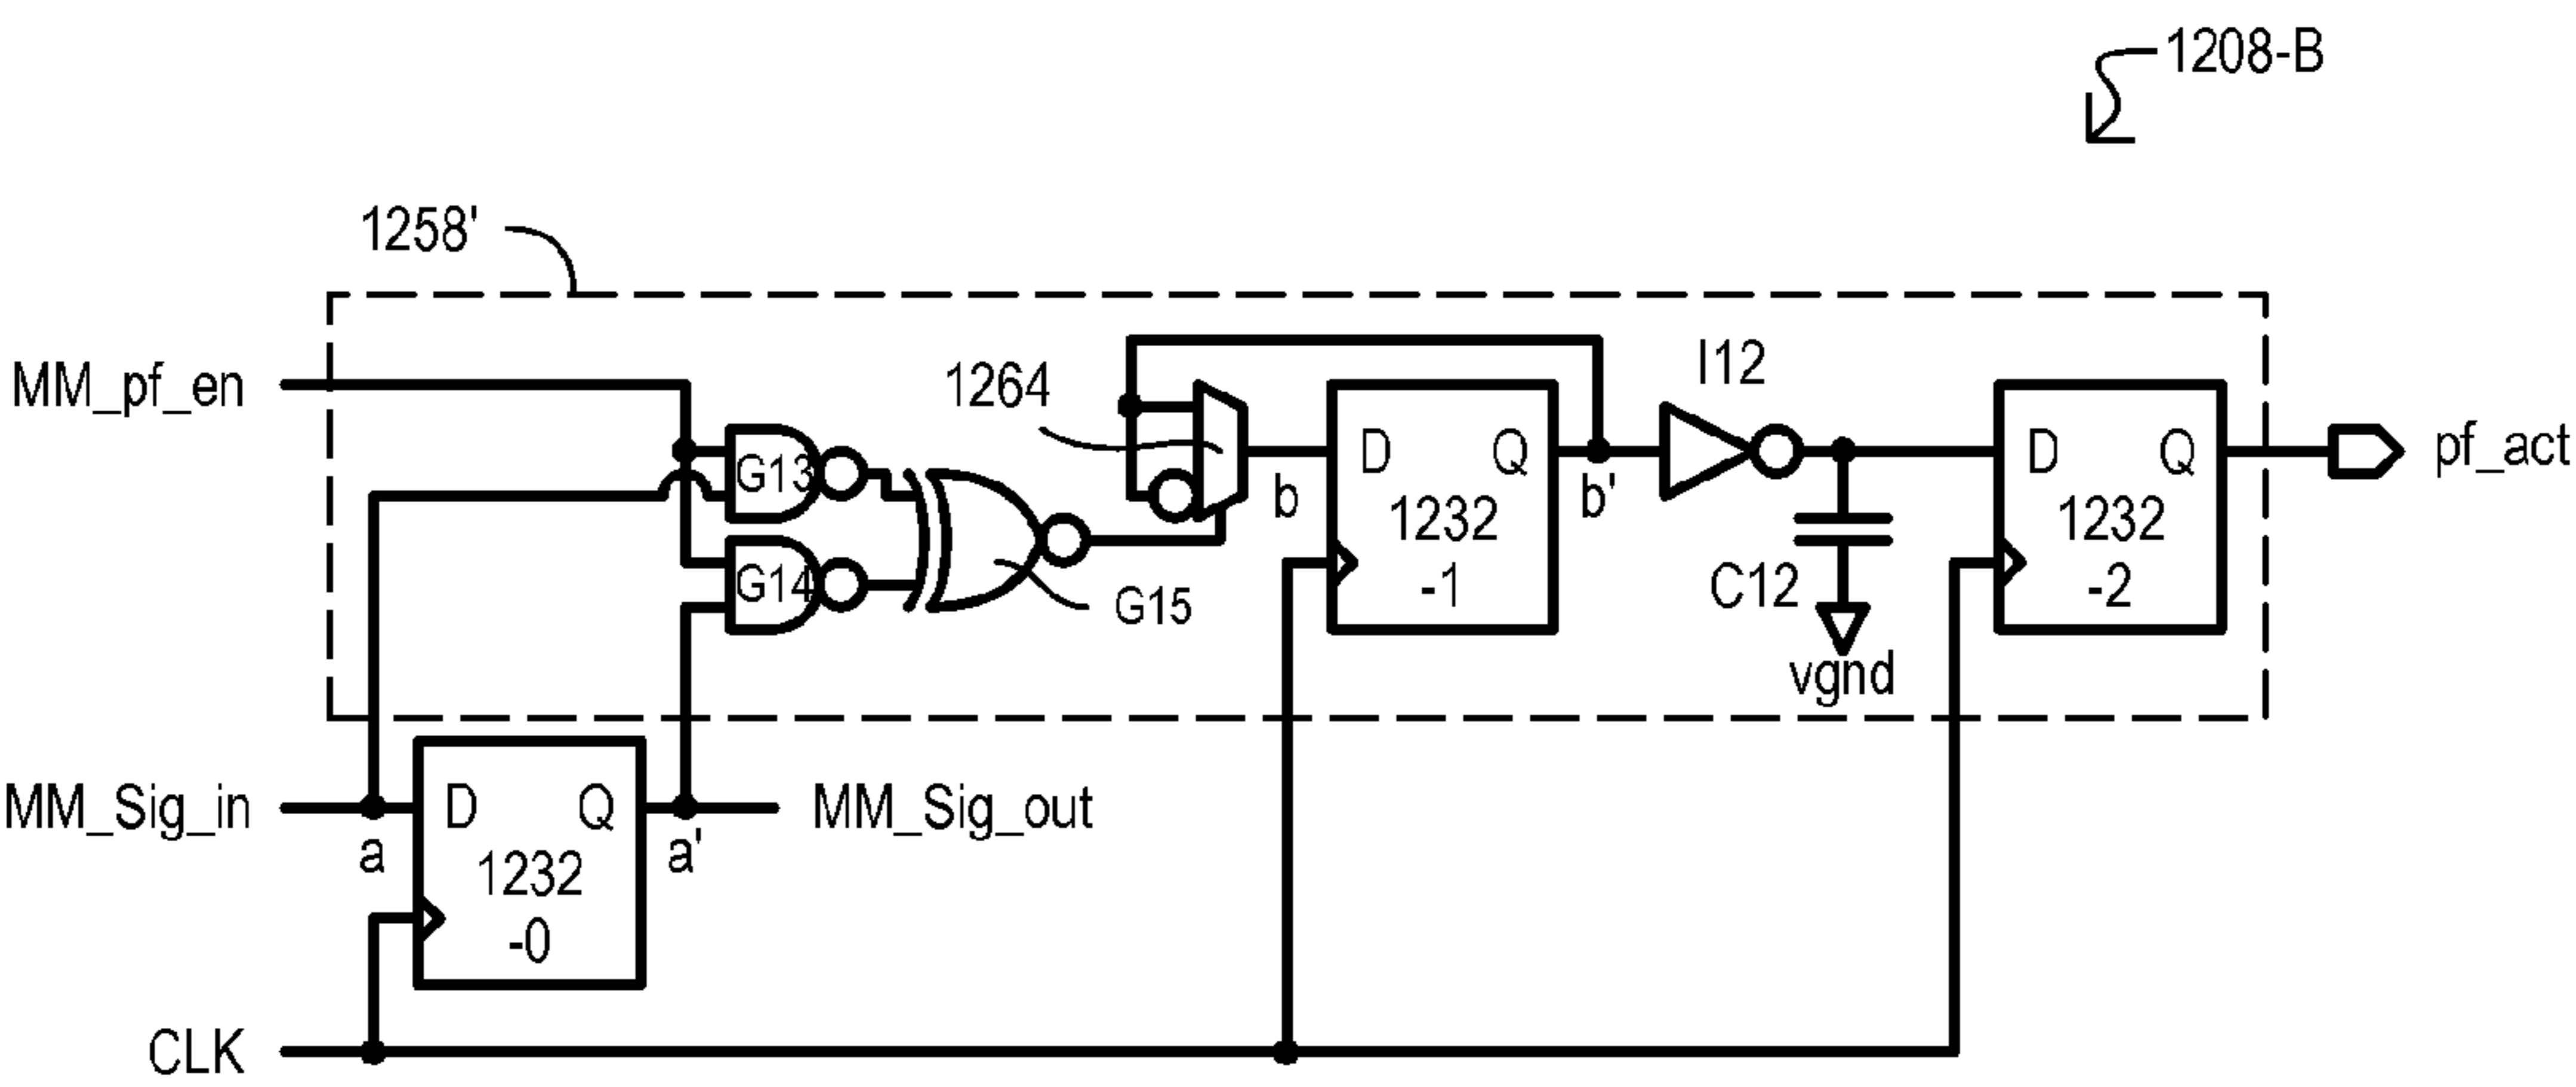 1208-B
1258'
MM_pf_en
1264
I12
G13
D
Q
D
Q
pf_act
b
b'
1232
-1
1232
-2
G14
G15
C12
vgnd
MM_Sig_in
D
Q
MM_Sig_out
a
a'
1232
-0
CLK